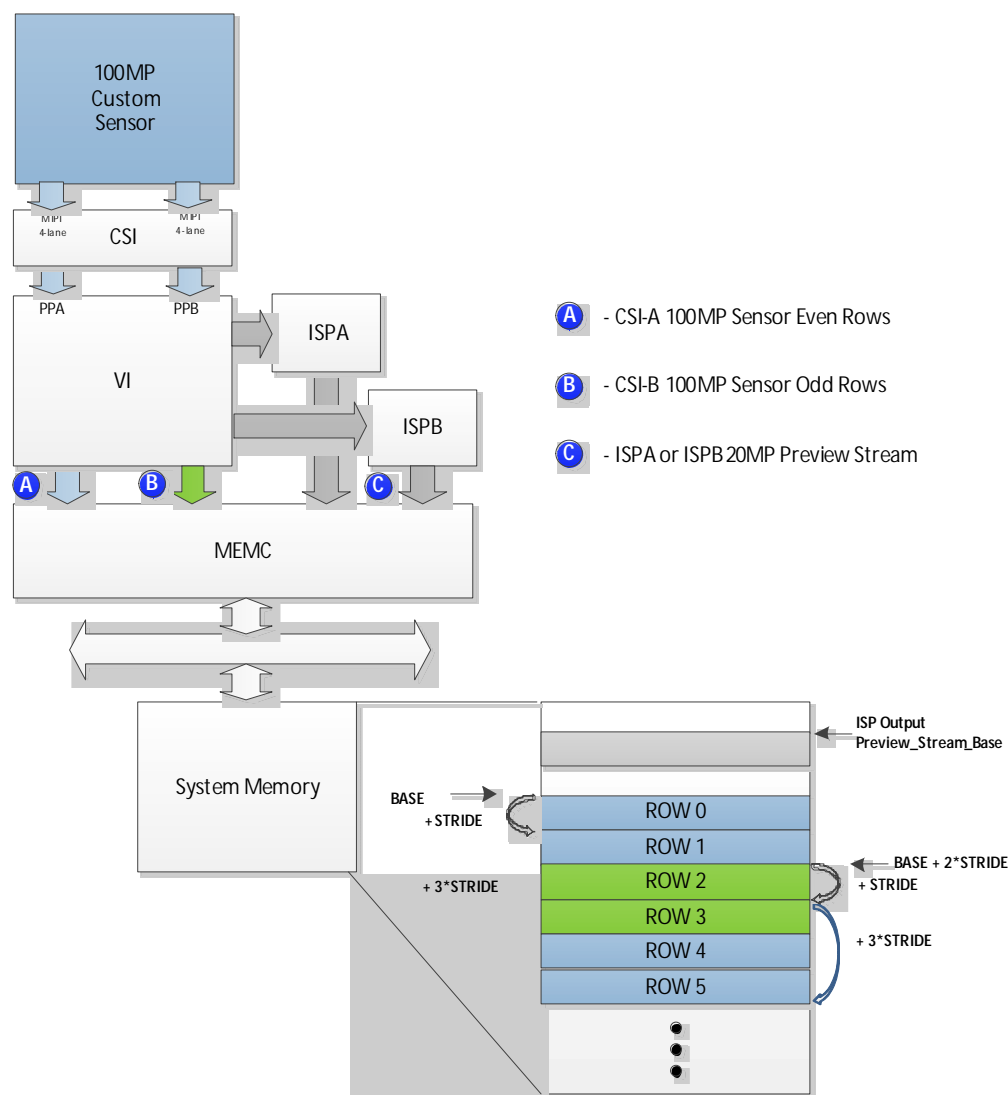 100MP
Custom
Sensor
MIPI
4-lane
MIPI
4-lane
CSI
PPA
PPB
VI
ISPA
ISPB
A - CSI-A 100MP Sensor Even Rows
B - CSI-B 100MP Sensor Odd Rows
C - ISPA or ISPB 20MP Preview Stream
A
B
C
MEMC
System Memory
ISP Output
Preview_Stream_Base
BASE
+STRIDE
ROW 0
ROW 1
BASE + 2*STRIDE
+ 3*STRIDE
ROW 2
+ STRIDE
ROW 3
+ 3*STRIDE
ROW 4
ROW 5